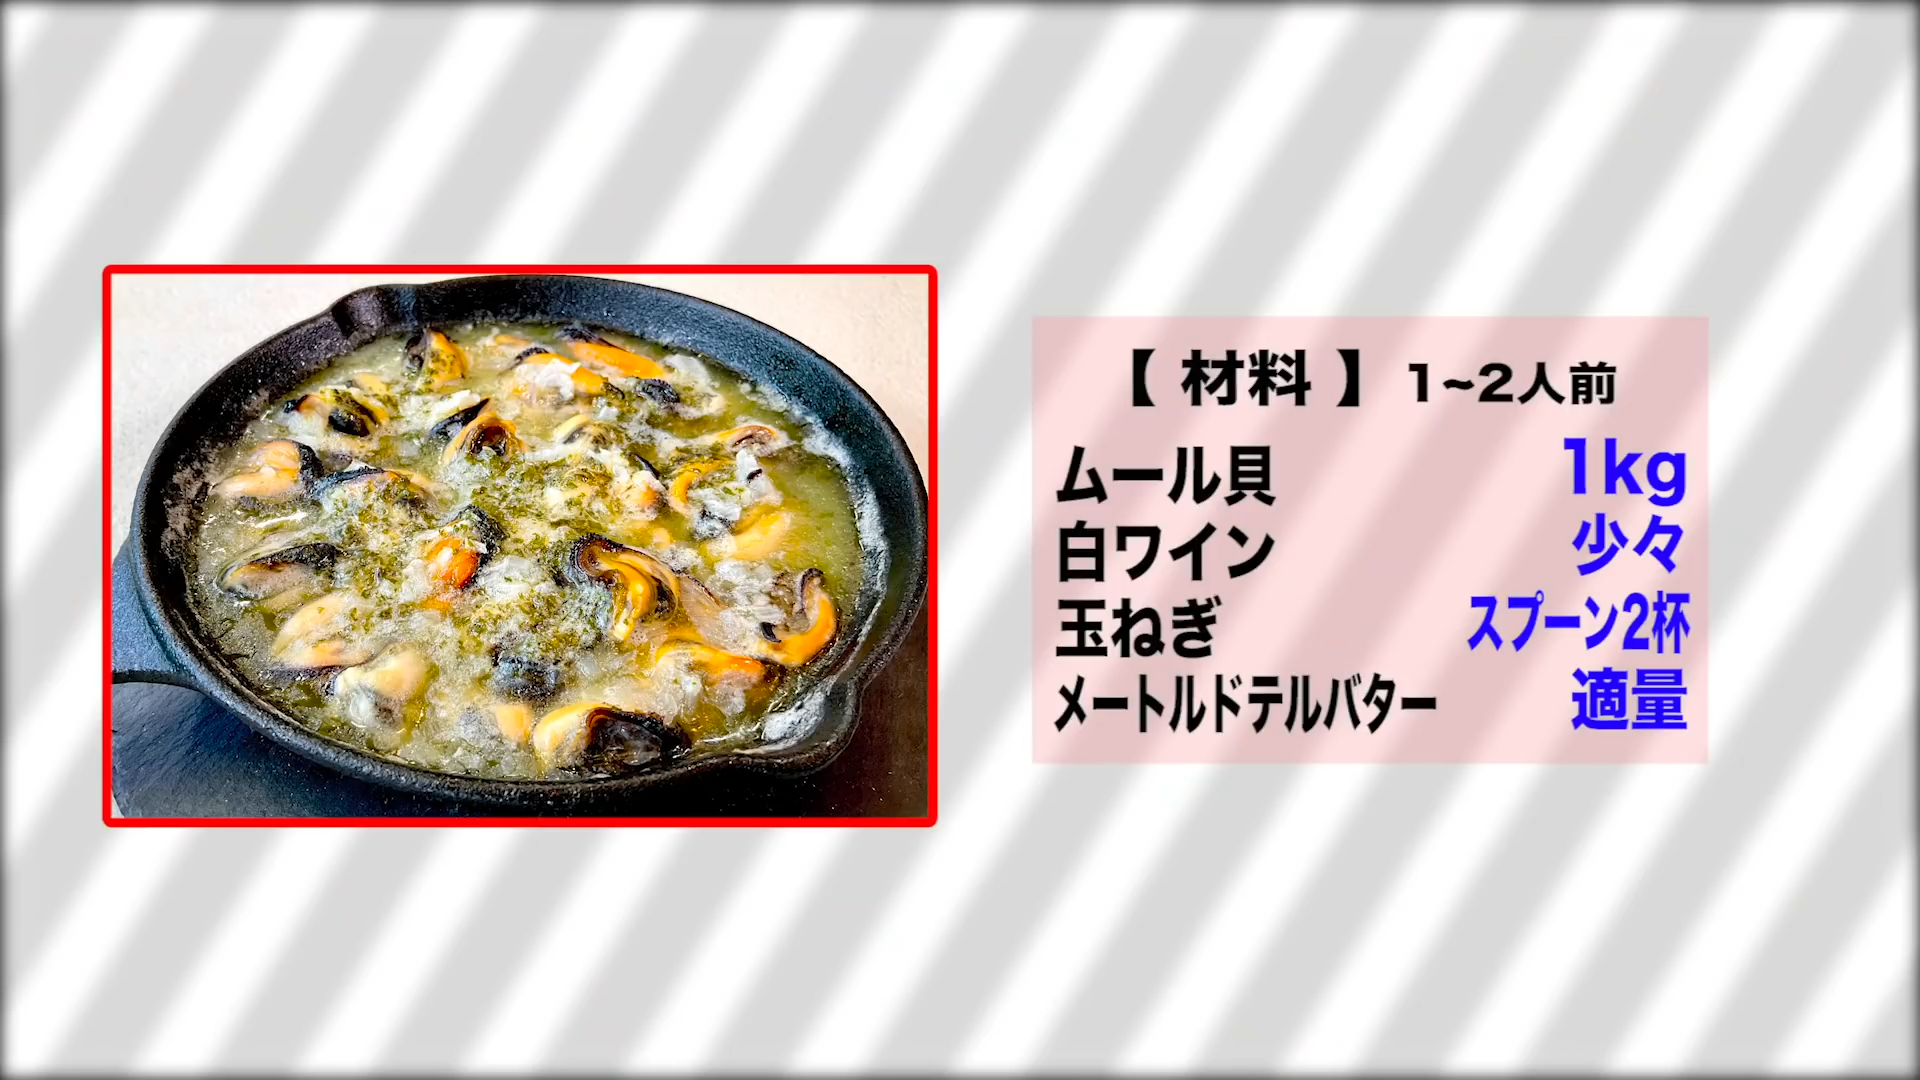 【 材料 】 1~2人前
ムール貝 1kg
白ワイン 少々
玉ねぎ スプーン2杯
メートルドテルバター 適量